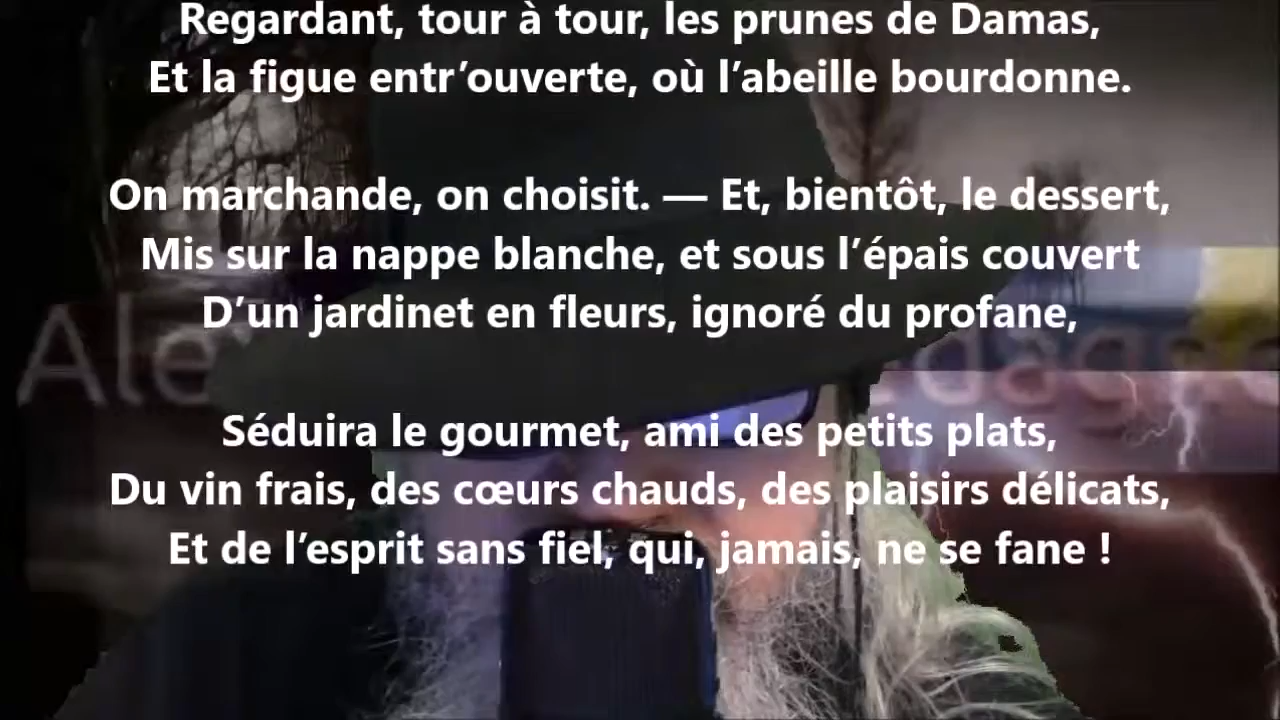 Regardant, tour à tour, les prunes de Damas,
Et la figue entr’ouverte, où l’abeille bourdonne.
On marchande, on choisit. — Et, bientôt, le dessert,
Mis sur la nappe blanche, et sous l’épais couvert
D’un jardinet en fleurs, ignoré du profane,
Séduira le gourmet, ami des petits plats,
Du vin frais, des cœurs chauds, des plaisirs délicats,
Et de l’esprit sans fiel, qui, jamais, ne se fane !